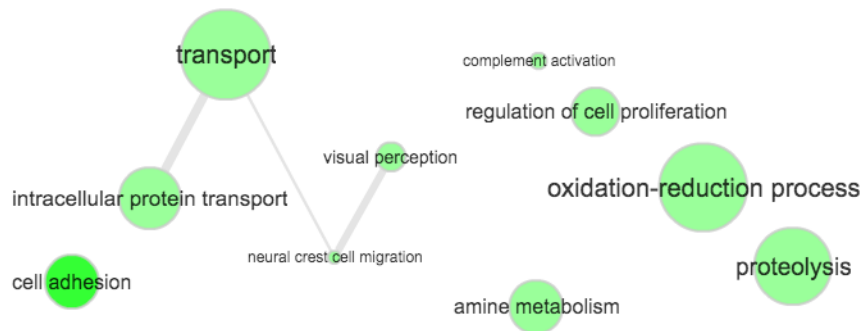 transport
complement activation
regulation of cell proliferation
visual perception
oxidation-reduction process
intracellular protein transport
neural crest cell migration
proteolysis
cell adhesion
amine metabolism